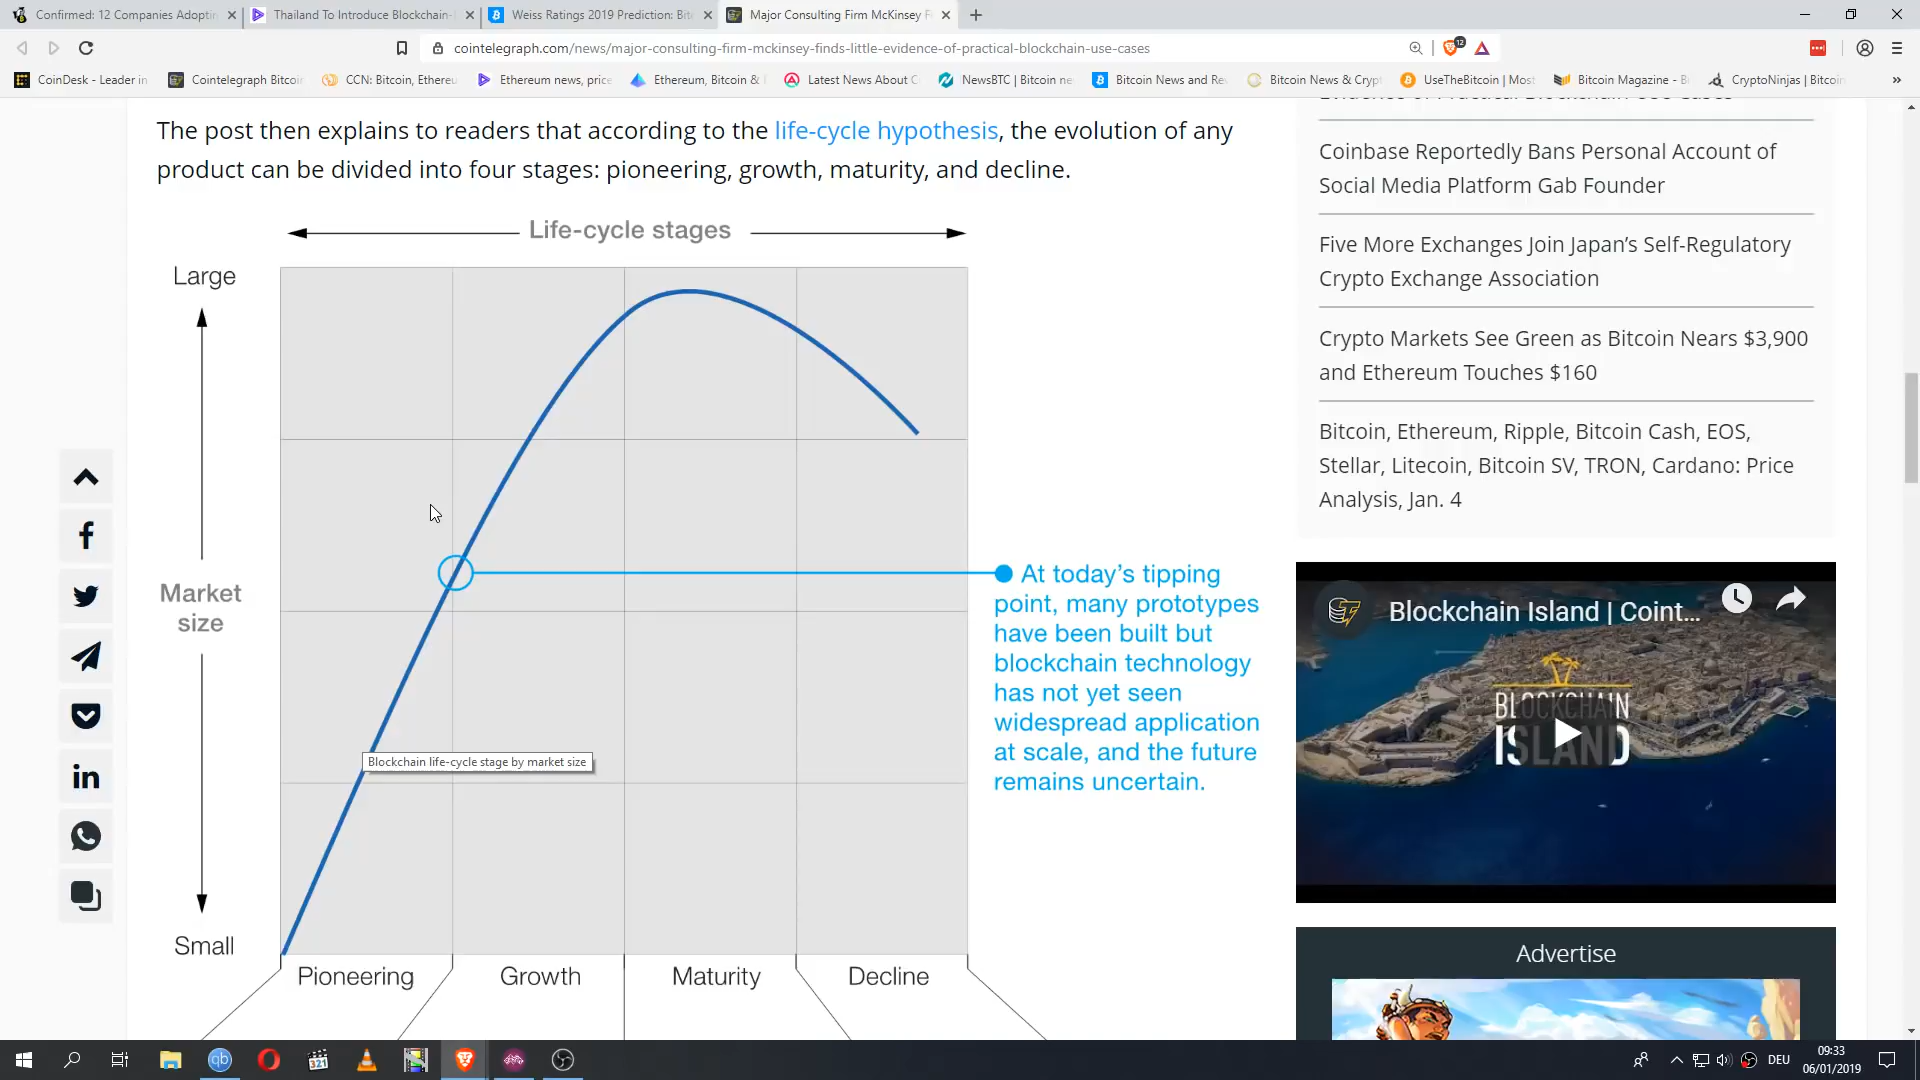 Confirmed: 12 Companies Adoptin
Thailand To Introduce Blockchain-
Weiss Ratings 2019 Prediction: Bit
Major Consulting Firm McKinsey F
cointelegraph.com/news/major-consulting-firm-mckinsey-finds-little-evidence-of-practical-blockchain-use-cases
12
CoinDesk - Leader in
Cointelegraph Bitcoin
CCN: Bitcoin, Ethereu
Ethereum news, price
Ethereum, Bitcoin &
Latest News About C
NewsBTC | Bitcoin ne
Bitcoin News and Re
Bitcoin News & Crypt
UseTheBitcoin | Most
Bitcoin Magazine - B
CryptoNinjas | Bitcoin
The post then explains to readers that according to the life-cycle hypothesis, the evolution of any
product can be divided into four stages: pioneering, growth, maturity, and decline.
Life-cycle stages
Large
Market
size
Small
Blockchain life-cycle stage by market size
Pioneering
Growth
Maturity
Decline
At today's tipping
point, many prototypes
have been built but
blockchain technology
has not yet seen
widespread application
at scale, and the future
remains uncertain.
Evidence of Practical Blockchain Use Cases
Coinbase Reportedly Bans Personal Account of
Social Media Platform Gab Founder
Five More Exchanges Join Japan's Self-Regulatory
Crypto Exchange Association
Crypto Markets See Green as Bitcoin Nears $3,900
and Ethereum Touches $160
Bitcoin, Ethereum, Ripple, Bitcoin Cash, EOS,
Stellar, Litecoin, Bitcoin SV, TRON, Cardano: Price
Analysis, Jan. 4
Blockchain Island | Coint...
BLOCKCHAIN
ISLAND
Advertise
DEU
09:33
06/01/2019